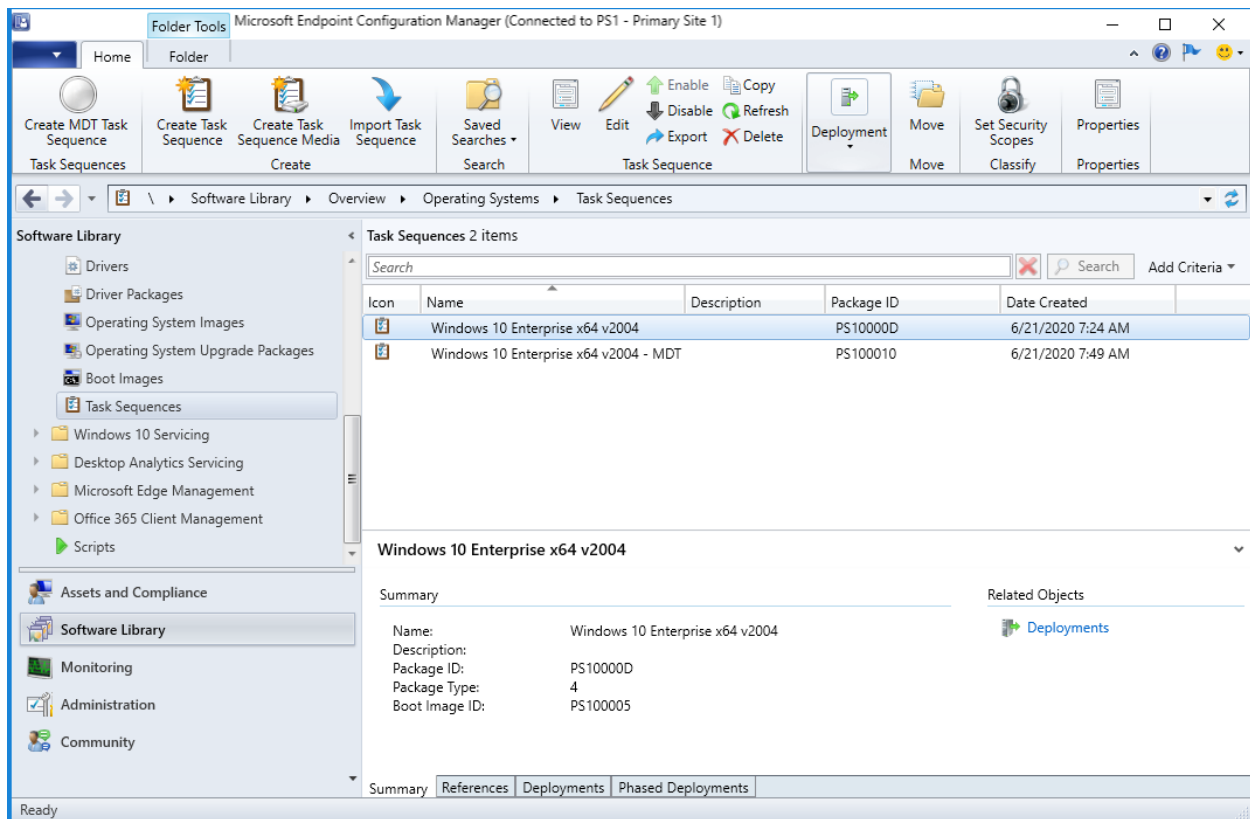 Folder Tools Microsoft Endpoint Configuration Manager (Connected to PS1 - Primary Site 1)
Home Folder
Create MDT Task Sequence
Create Task Sequence
Create Task Sequence Media
Import Task Sequence
Saved Searches
View
Edit
Enable
Disable
Export
Copy
Refresh
Delete
Deployment
Move
Set Security Scopes
Properties
Task Sequences Create Search Task Sequence Move Classify Properties
\ Software Library Overview Operating Systems Task Sequences
Software Library
Drivers
Driver Packages
Operating System Images
Operating System Upgrade Packages
Boot Images
Task Sequences
Windows 10 Servicing
Desktop Analytics Servicing
Microsoft Edge Management
Office 365 Client Management
Scripts
Assets and Compliance
Software Library
Monitoring
Administration
Community
Task Sequences 2 items
Search Search Add Criteria
Icon Name Description Package ID Date Created
Windows 10 Enterprise x64 v2004 PS10000D 6/21/2020 7:24 AM
Windows 10 Enterprise x64 v2004 - MDT PS100010 6/21/2020 7:49 AM
Windows 10 Enterprise x64 v2004
Summary
Name: Windows 10 Enterprise x64 v2004
Description:
Package ID: PS10000D
Package Type: 4
Boot Image ID: PS100005
Related Objects
Deployments
Summary References Deployments Phased Deployments
Ready